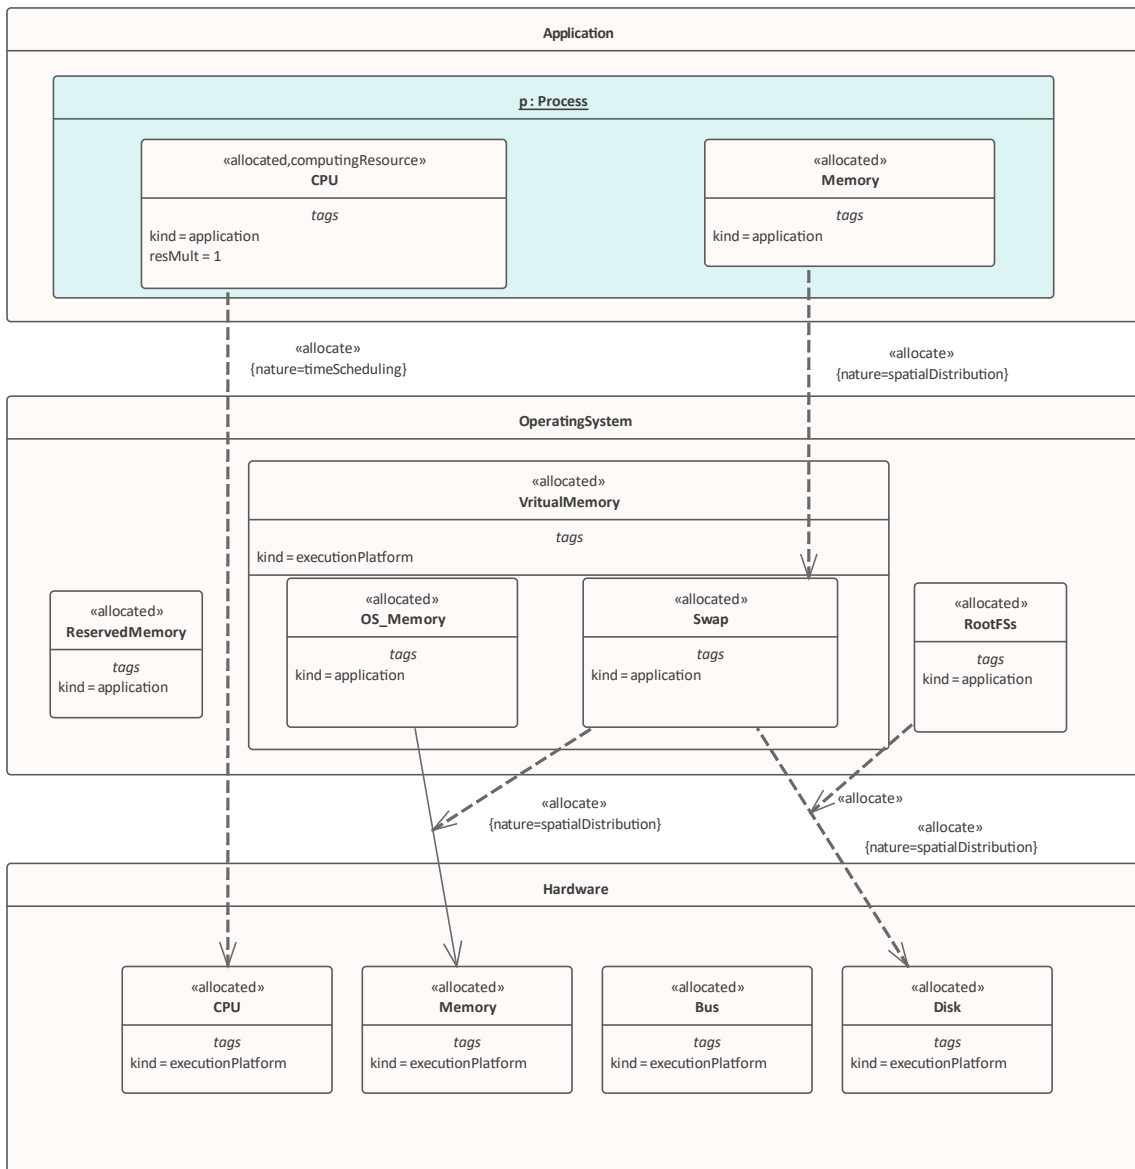 Application
p : Process
«allocated,computingResource»
CPU
tags
kind = application
resMult = 1
«allocated»
Memory
tags
kind = application
«allocate»
{nature=timeScheduling}
«allocate»
{nature=spatialDistribution}
OperatingSystem
«allocated»
VritualMemory
tags
kind = executionPlatform
«allocated»
ReservedMemory
tags
kind = application
«allocated»
OS_Memory
tags
kind = application
«allocated»
Swap
tags
kind = application
«allocated»
RootFSs
tags
kind = application
«allocate»
{nature=spatialDistribution}
«allocate»
«allocate»
{nature=spatialDistribution}
Hardware
«allocated»
CPU
tags
kind = executionPlatform
«allocated»
Memory
tags
kind = executionPlatform
«allocated»
Bus
tags
kind = executionPlatform
«allocated»
Disk
tags
kind = executionPlatform